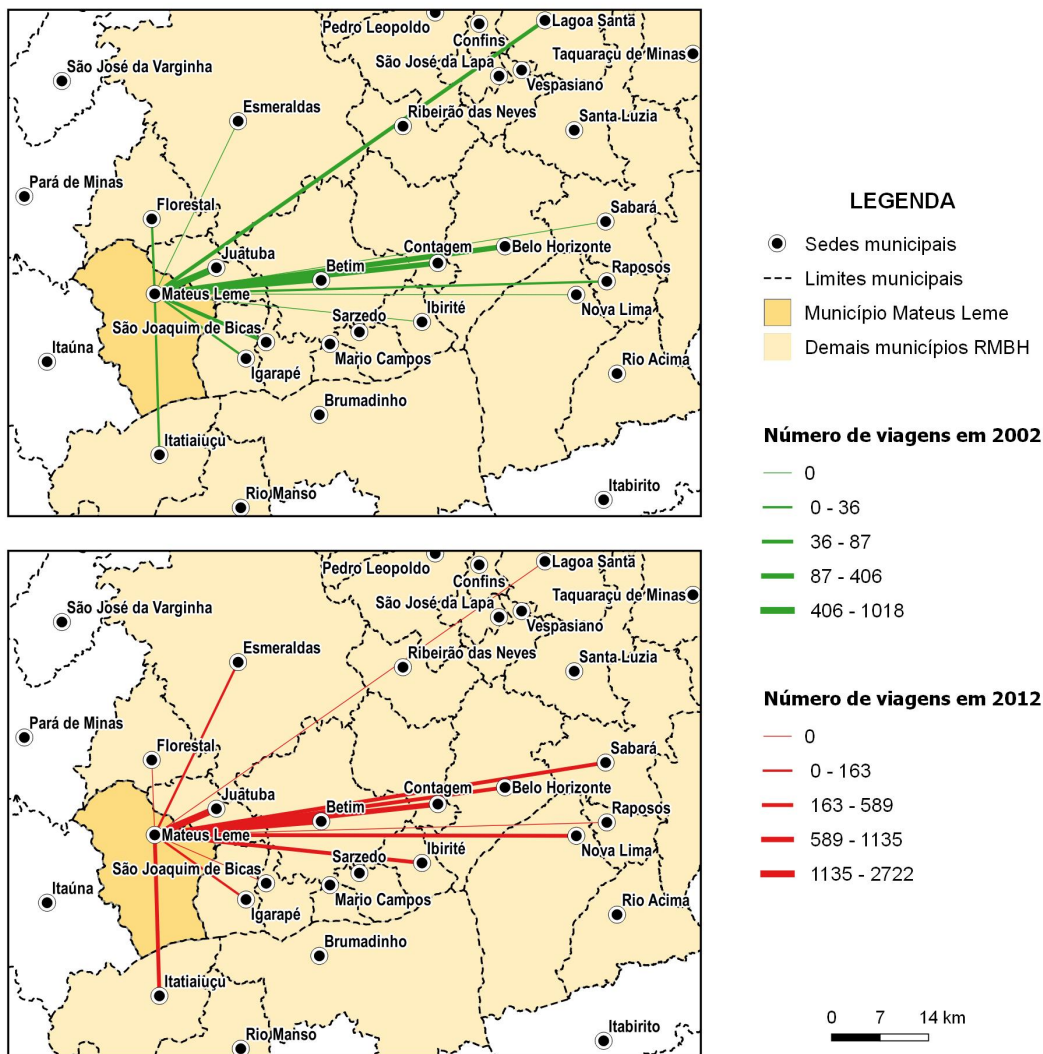 Pedro Leopoldo
Lagoa Santa
Confins
Taquaraçu de Minas
São José da Varginha
São José da Lapa
Vespasiano
Esmeraldas
Ribeirão das Neves
Santa Luzia
Pará de Minas
Florestal
Sabará
Juatuba
Contagem
Belo Horizonte
Betim
Raposos
Mateus Leme
Nova Lima
São Joaquim de Bicas
Sarzedo
Ibirité
Itaúna
Igarapé
Mario Campos
Rio Acima
Brumadinho
Itatiaiuçu
Rio Manso
Itabirito
LEGENDA
Sedes municipais
Limites municipais
Município Mateus Leme
Demais municípios RMBH
Número de viagens em 2002
0
0 - 36
36 - 87
87 - 406
406 - 1018
Pedro Leopoldo
Lagoa Santa
Confins
Taquaraçu de Minas
São José da Varginha
São José da Lapa
Vespasiano
Esmeraldas
Ribeirão das Neves
Santa Luzia
Pará de Minas
Florestal
Sabará
Juatuba
Contagem
Belo Horizonte
Betim
Raposos
Mateus Leme
Nova Lima
São Joaquim de Bicas
Sarzedo
Ibirité
Itaúna
Igarapé
Mario Campos
Rio Acima
Brumadinho
Itatiaiuçu
Rio Manso
Itabirito
Número de viagens em 2012
0
0 - 163
163 - 589
589 - 1135
1135 - 2722
0 7 14 km